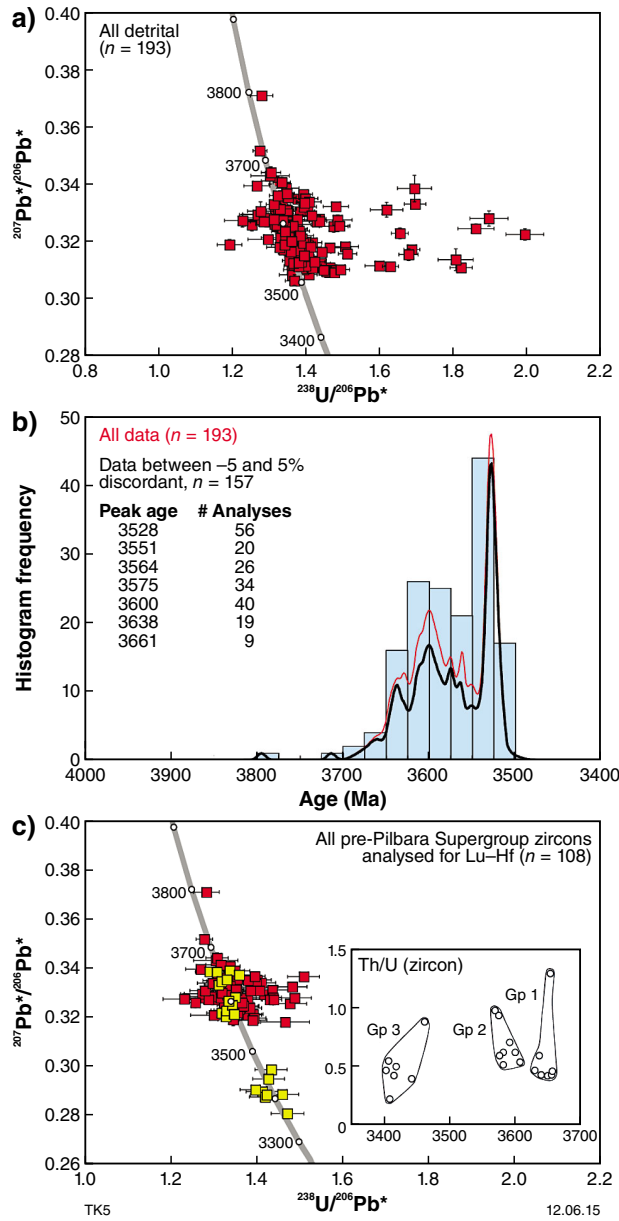 a)
All detrital
(n = 193)
0.40
0.38
0.36
0.34
0.32
0.30
0.28
3800
3700
3500
3400
²⁰⁷Pb*/²⁰⁶Pb*
0.8
1.0
1.2
1.4
1.6
1.8
2.0
2.2
²³⁸U/²⁰⁶Pb*
b)
All data (n = 193)
Data between –5 and 5%
discordant, n = 157
Peak age # Analyses
3528 56
3551 20
3564 26
3575 34
3600 40
3638 19
3661 9
50
40
30
20
10
0
Histogram frequency
4000 3900 3800 3700 3600 3500 3400
Age (Ma)
c)
All pre-Pilbara Supergroup zircons
analysed for Lu–Hf (n = 108)
0.40
0.38
0.36
0.34
0.32
0.30
0.28
0.26
3800
3700
3500
3300
²⁰⁷Pb*/²⁰⁶Pb*
Th/U (zircon)
1.5
1.0
0.5
0
Gp 1
Gp 2
Gp 3
3400 3500 3600 3700
1.0 1.2 1.4 1.6 1.8 2.0 2.2
²³⁸U/²⁰⁶Pb*
TK5
12.06.15